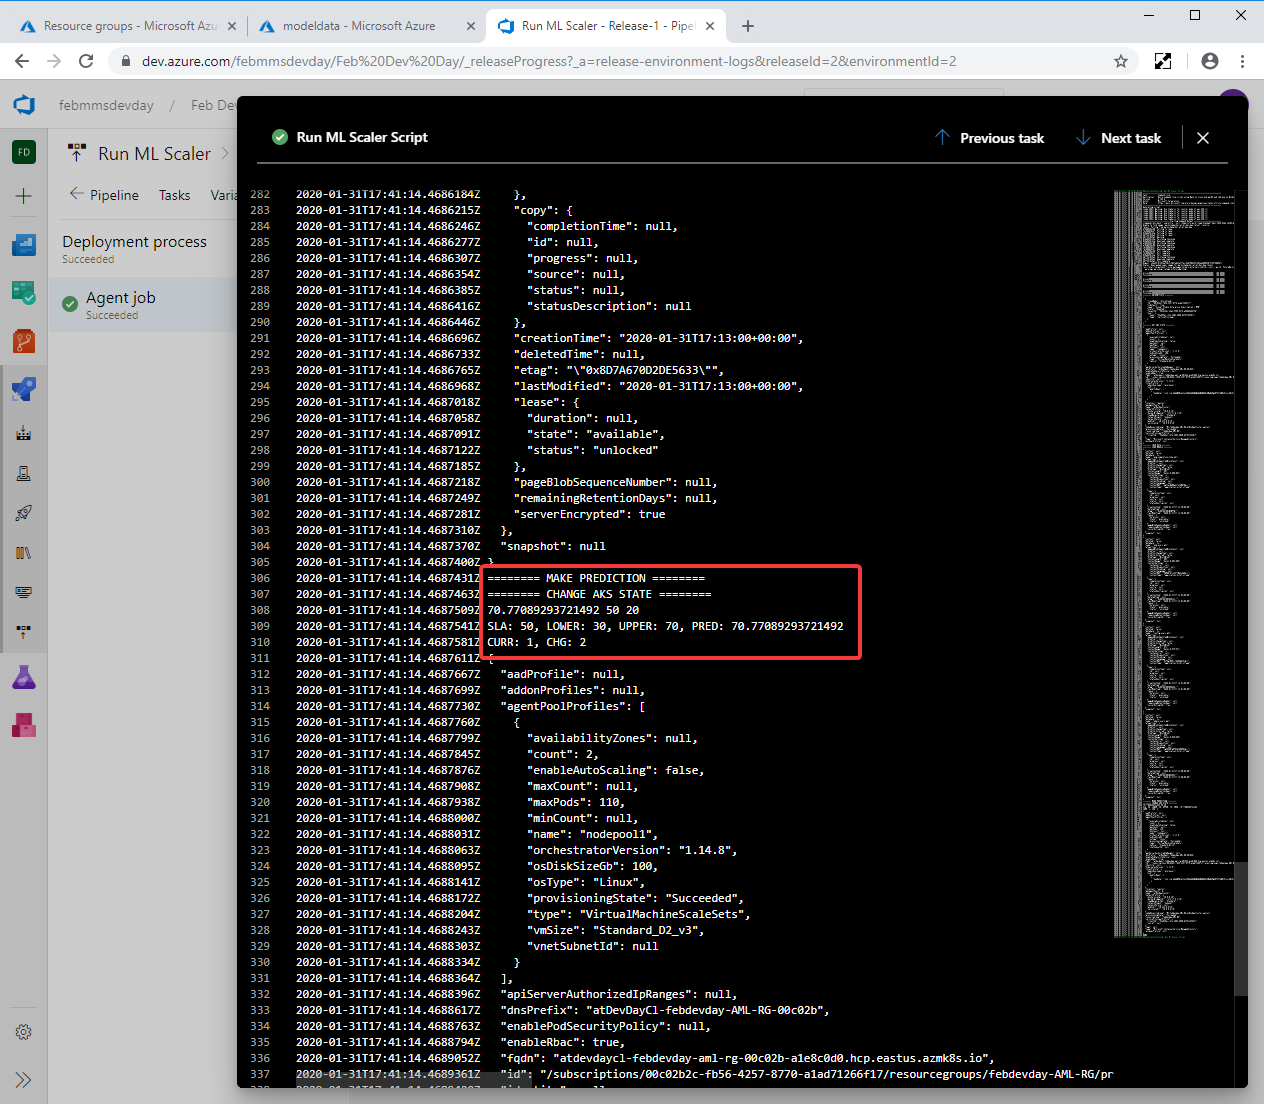 Resource groups - Microsoft Azu
modeldata - Microsoft Azure
Run ML Scaler - Release-1 - Pipel
dev.azure.com/febmmsdevday/Feb%20Dev%20Day/_releaseProgress?_a=release-environment-logs&releaseId=2&environmentId=2
febmmsdevday / Feb De
FD
Run ML Scaler
Pipeline Tasks Varia
Deployment process
Succeeded
Agent job
Succeeded
Run ML Scaler Script
Previous task
Next task
282 2020-01-31T17:41:14.4686184Z },
283 2020-01-31T17:41:14.4686215Z "copy": {
284 2020-01-31T17:41:14.4686246Z "completionTime": null,
285 2020-01-31T17:41:14.4686277Z "id": null,
286 2020-01-31T17:41:14.4686307Z "progress": null,
287 2020-01-31T17:41:14.4686354Z "source": null,
288 2020-01-31T17:41:14.4686385Z "status": null,
289 2020-01-31T17:41:14.4686416Z "statusDescription": null
290 2020-01-31T17:41:14.4686446Z },
291 2020-01-31T17:41:14.4686696Z "creationTime": "2020-01-31T17:13:00+00:00",
292 2020-01-31T17:41:14.4686733Z "deletedTime": null,
293 2020-01-31T17:41:14.4686765Z "etag": "\"0x8D7A670D2DE5633\"",
294 2020-01-31T17:41:14.4686968Z "lastModified": "2020-01-31T17:13:00+00:00",
295 2020-01-31T17:41:14.4687018Z "lease": {
296 2020-01-31T17:41:14.4687058Z "duration": null,
297 2020-01-31T17:41:14.4687091Z "state": "available",
298 2020-01-31T17:41:14.4687122Z "status": "unlocked"
299 2020-01-31T17:41:14.4687185Z },
300 2020-01-31T17:41:14.4687218Z "pageBlobSequenceNumber": null,
301 2020-01-31T17:41:14.4687249Z "remainingRetentionDays": null,
302 2020-01-31T17:41:14.4687281Z "serverEncrypted": true
303 2020-01-31T17:41:14.4687310Z },
304 2020-01-31T17:41:14.4687370Z "snapshot": null
305 2020-01-31T17:41:14.4687400Z }
306 2020-01-31T17:41:14.4687431Z ======== MAKE PREDICTION ========
307 2020-01-31T17:41:14.4687463Z ======== CHANGE AKS STATE ========
308 2020-01-31T17:41:14.4687509Z 70.77089293721492 50 20
309 2020-01-31T17:41:14.4687541Z SLA: 50, LOWER: 30, UPPER: 70, PRED: 70.77089293721492
310 2020-01-31T17:41:14.4687581Z CURR: 1, CHG: 2
311 2020-01-31T17:41:14.4687611Z {
312 2020-01-31T17:41:14.4687667Z "aadProfile": null,
313 2020-01-31T17:41:14.4687699Z "addonProfiles": null,
314 2020-01-31T17:41:14.4687730Z "agentPoolProfiles": [
315 2020-01-31T17:41:14.4687760Z {
316 2020-01-31T17:41:14.4687799Z "availabilityZones": null,
317 2020-01-31T17:41:14.4687845Z "count": 2,
318 2020-01-31T17:41:14.4687876Z "enableAutoScaling": false,
319 2020-01-31T17:41:14.4687908Z "maxCount": null,
320 2020-01-31T17:41:14.4687938Z "maxPods": 110,
321 2020-01-31T17:41:14.4688000Z "minCount": null,
322 2020-01-31T17:41:14.4688031Z "name": "nodepool1",
323 2020-01-31T17:41:14.4688063Z "orchestratorVersion": "1.14.8",
324 2020-01-31T17:41:14.4688095Z "osDiskSizeGb": 100,
325 2020-01-31T17:41:14.4688141Z "osType": "Linux",
326 2020-01-31T17:41:14.4688172Z "provisioningState": "Succeeded",
327 2020-01-31T17:41:14.4688204Z "type": "VirtualMachineScaleSets",
328 2020-01-31T17:41:14.4688243Z "vmSize": "Standard_D2_v3",
329 2020-01-31T17:41:14.4688303Z "vnetSubnetId": null
330 2020-01-31T17:41:14.4688334Z }
331 2020-01-31T17:41:14.4688364Z ],
332 2020-01-31T17:41:14.4688396Z "apiServerAuthorizedIpRanges": null,
333 2020-01-31T17:41:14.4688617Z "dnsPrefix": "atDevDayCl-febdevday-AML-RG-00c02b",
334 2020-01-31T17:41:14.4688763Z "enablePodSecurityPolicy": null,
335 2020-01-31T17:41:14.4688794Z "enableRbac": true,
336 2020-01-31T17:41:14.4689052Z "fqdn": "atdevdaycl-febdevday-aml-rg-00c02b-a1e8c0d0.hcp.eastus.azmk8s.io",
337 2020-01-31T17:41:14.4689361Z "id": "/subscriptions/00c02b2c-fb56-4257-8770-a1ad71266f17/resourcegroups/febdevday-AML-RG/pr